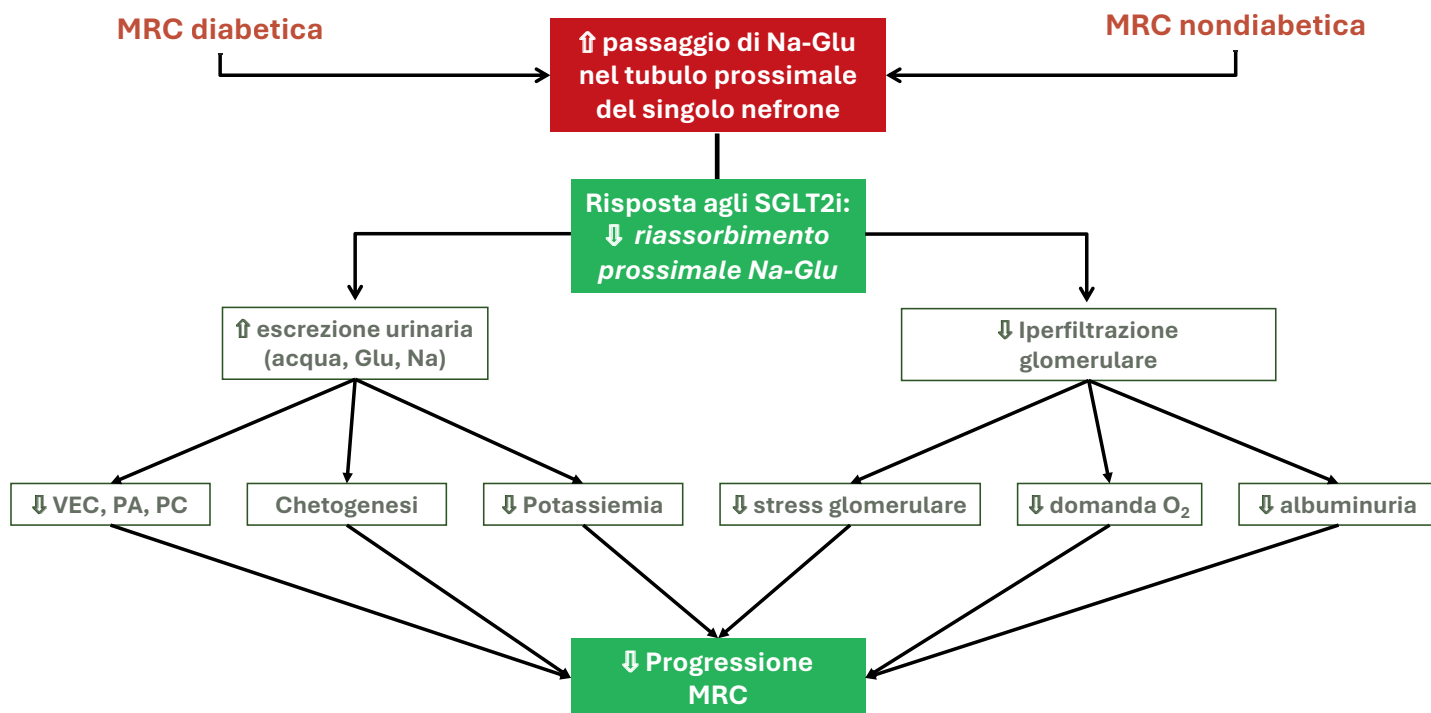 MRC diabetica
MRC nondiabetica
⇧ passaggio di Na-Glu
nel tubulo prossimale
del singolo nefrone
Risposta agli SGLT2i:
⇩ riassorbimento
prossimale Na-Glu
⇧ escrezione urinaria
(acqua, Glu, Na)
⇩ Iperfiltrazione
glomerulare
⇩ VEC, PA, PC
Chetogenesi
⇩ Potassiemia
⇩ stress glomerulare
⇩ domanda O₂
⇩ albuminuria
⇩ Progressione
MRC